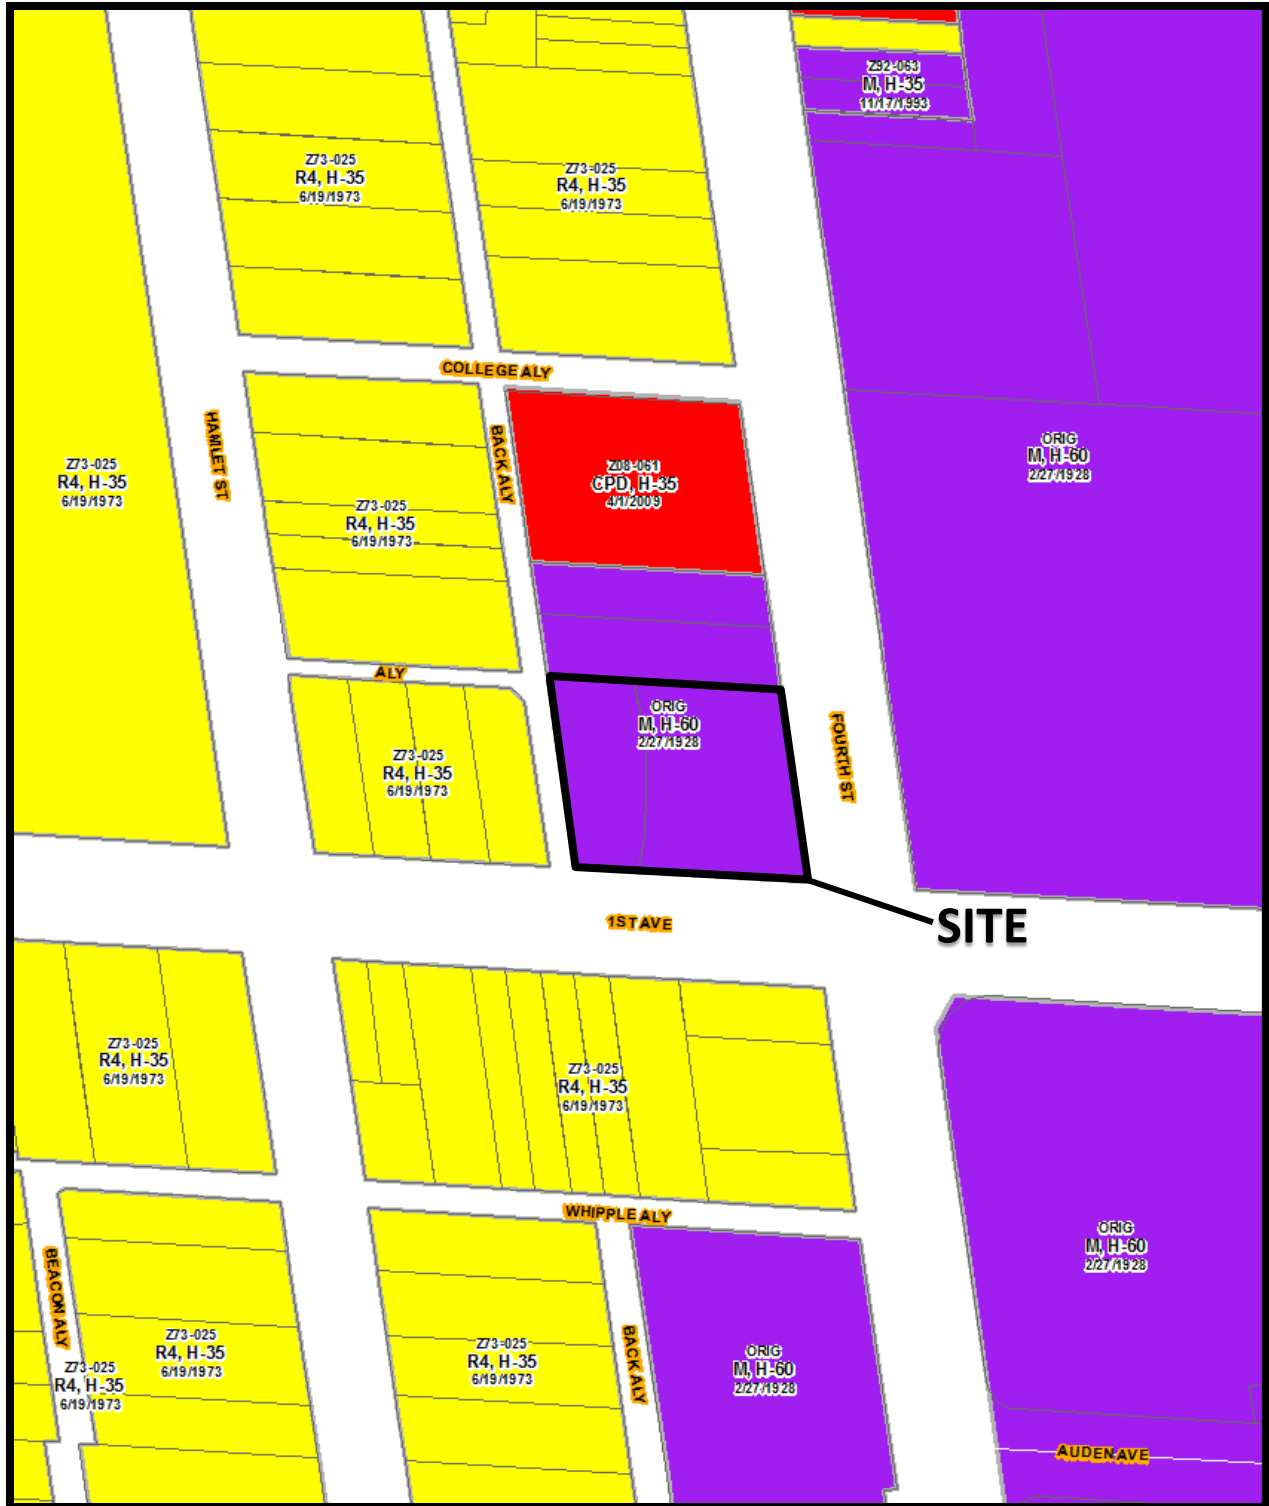 Z92-063
M, H-35
11/17/1993
Z73-025
R4, H-35
6/19/1973
Z73-025
R4, H-35
6/19/1973
COLLEGE ALY
HAMLET ST
BACK ALY
Z73-025
R4, H-35
6/19/1973
Z73-025
R4, H-35
6/19/1973
Z08-061
CPD, H-35
4/1/2009
ORIG
M, H-60
2/27/1928
ALY
ORIG
M, H-60
2/27/1928
FOURTH ST
Z73-025
R4, H-35
6/19/1973
1ST AVE
SITE
Z73-025
R4, H-35
6/19/1973
Z73-025
R4, H-35
6/19/1973
WHIPPLE ALY
BEACON ALY
ORIG
M, H-60
2/27/1928
Z73-025
R4, H-35
6/19/1973
Z73-025
R4, H-35
6/19/1973
Z73-025
R4, H-35
6/19/1973
BACK ALY
ORIG
M, H-60
2/27/1928
AUDEN AVE